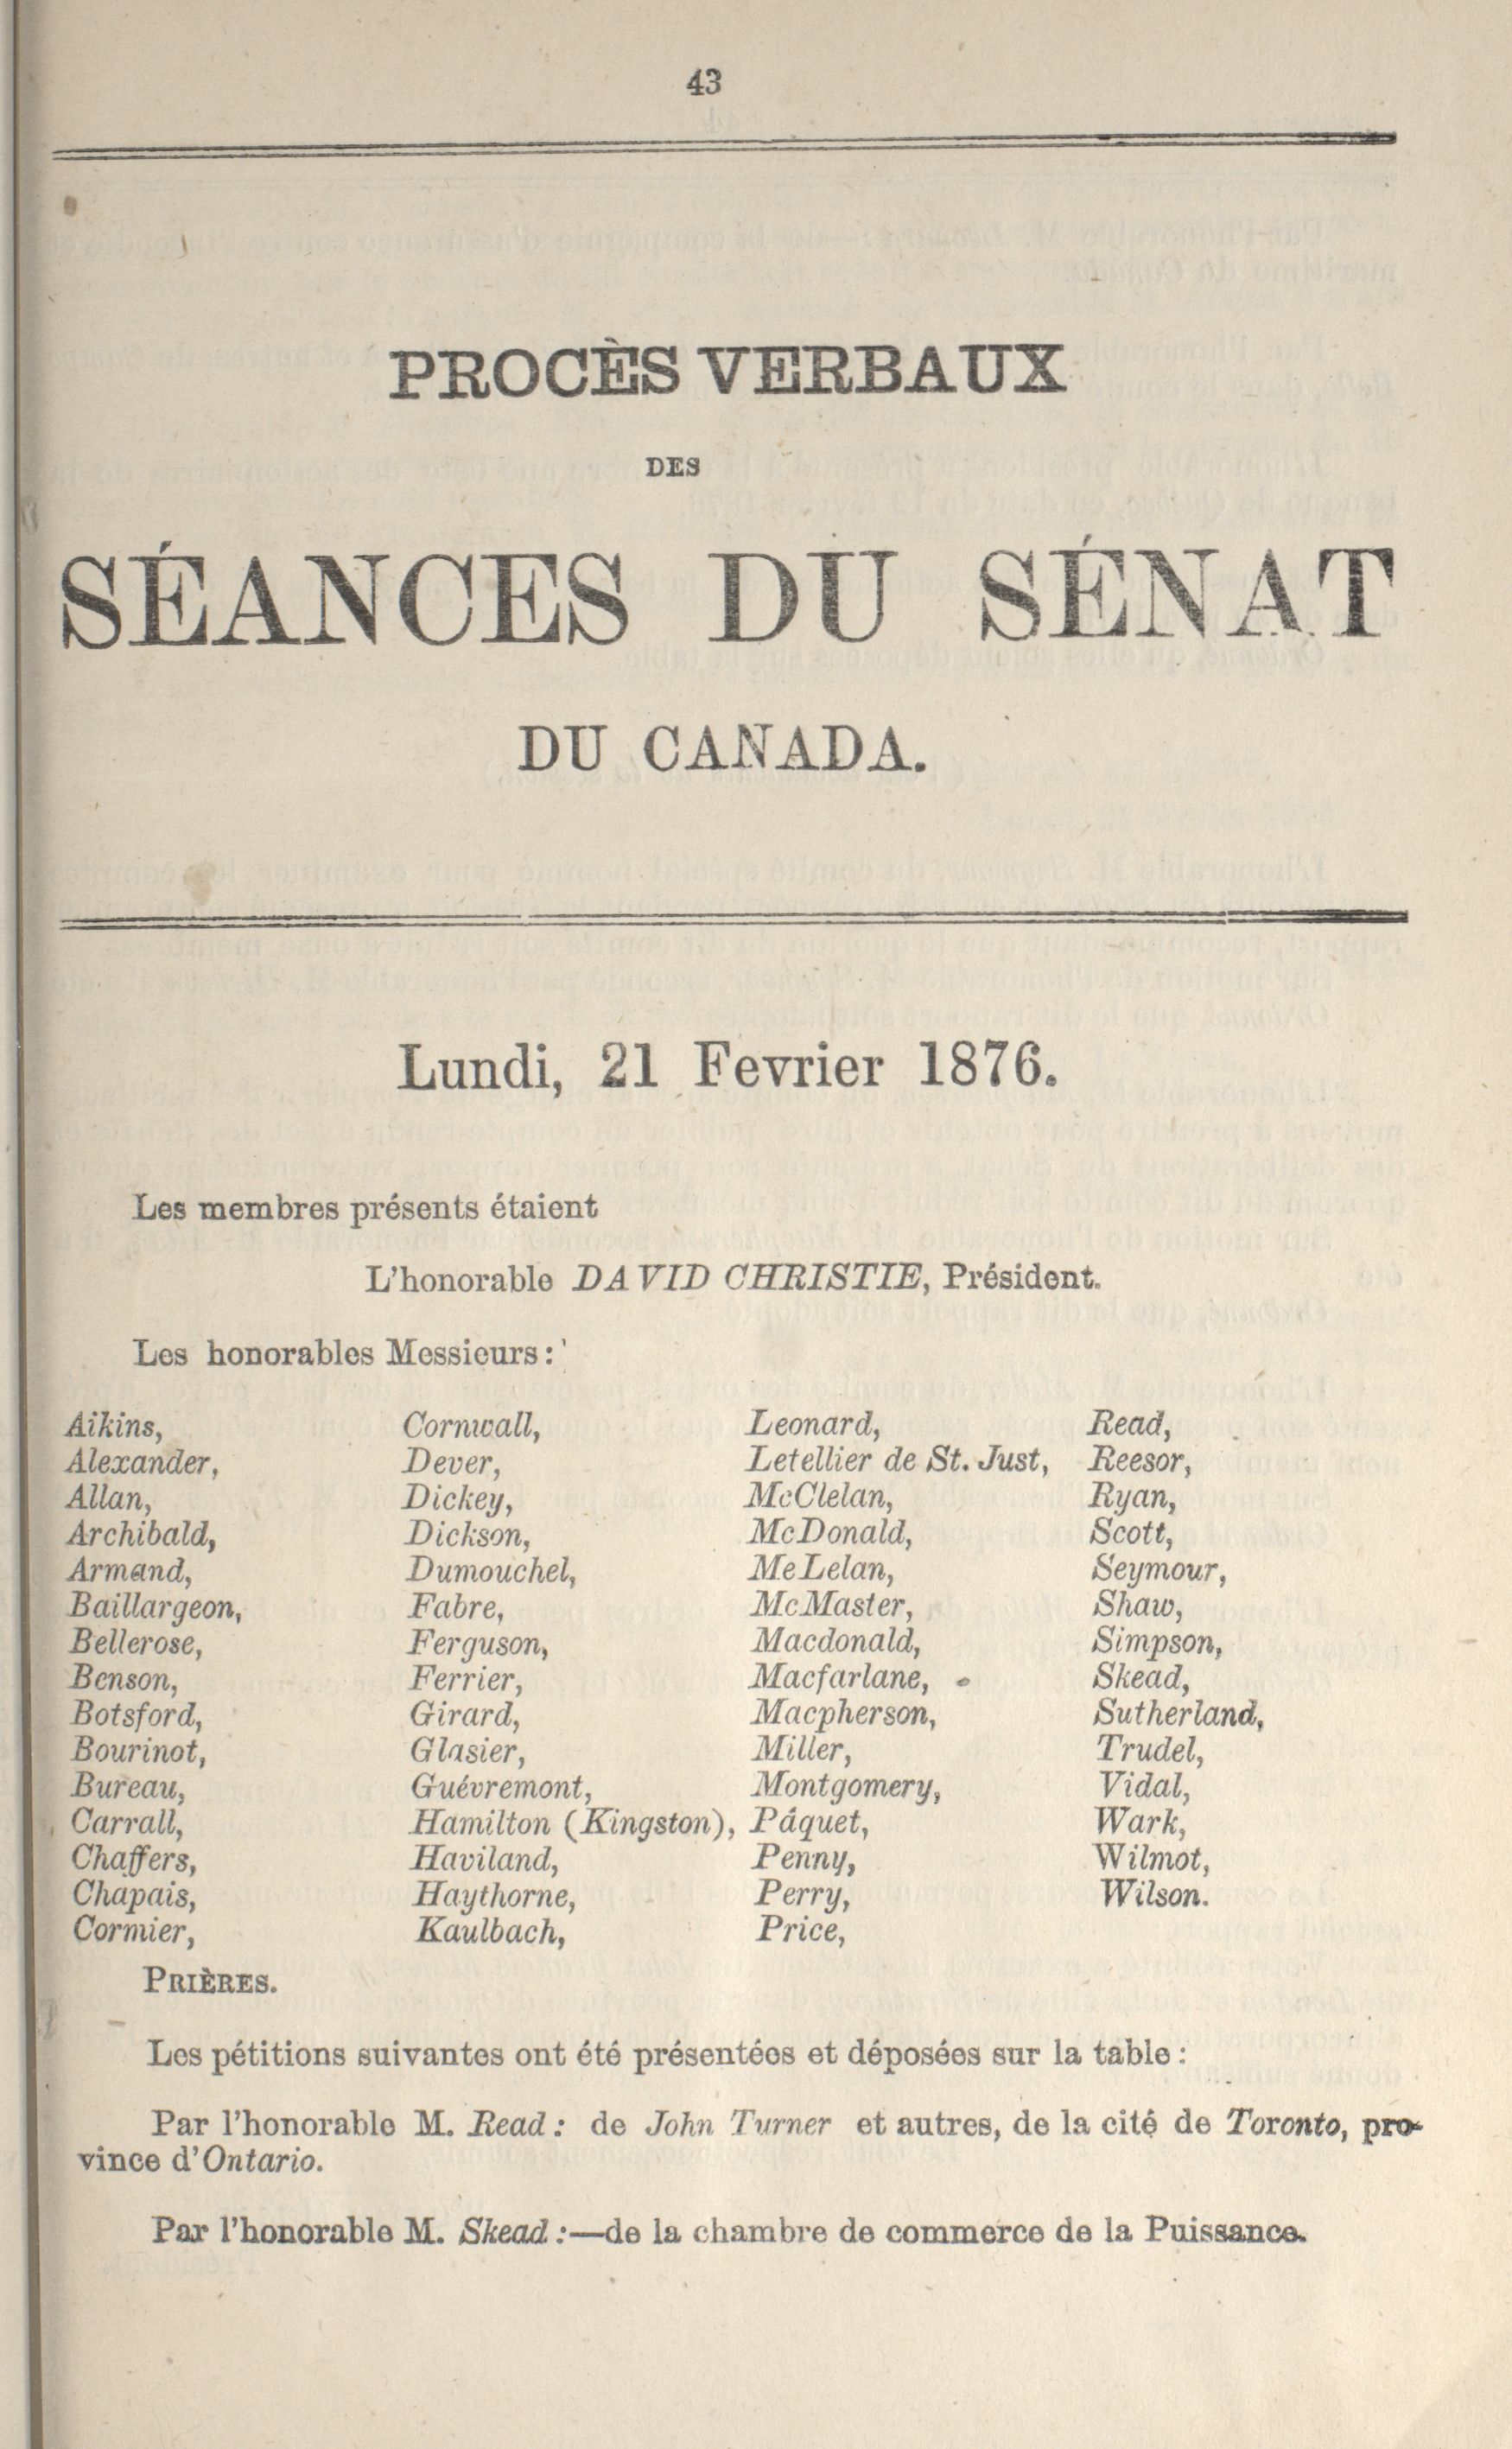 43
PROCÈS VERBAUX
DES
SÉANCES DU SÉNAT
DU CANADA.
Lundi, 21 Fevrier 1876.
Les membres présents étaient
L'honorable DAVID CHRISTIE, Président.
Les honorables Messieurs:
Aikins,
Alexander,
Allan,
Archibald,
Armand,
Baillargeon,
Bellerose,
Benson,
Botsford,
Bourinot,
Bureau,
Carrall,
Chaffers,
Chapais,
Cormier,
Cornwall,
Dever,
Dickey,
Dickson,
Dumouchel,
Fabre,
Ferguson,
Ferrier,
Girard,
Glasier,
Guévremont,
Hamilton (Kingston),
Haviland,
Haythorne,
Kaulbach,
Leonard,
Letellier de St. Just,
McClelan,
McDonald,
MeLelan,
McMaster,
Macdonald,
Macfarlane,
Macpherson,
Miller,
Montgomery,
Pâquet,
Penny,
Perry,
Price,
Read,
Reesor,
Ryan,
Scott,
Seymour,
Shaw,
Simpson,
Skead,
Sutherland,
Trudel,
Vidal,
Wark,
Wilmot,
Wilson.
PRIÈRES.
Les pétitions suivantes ont été présentées et déposées sur la table :
Par l'honorable M. Read : de John Turner et autres, de la cité de Toronto, pro-
vince d'Ontario.
Par l'honorable M. Skead :—de la chambre de commerce de la Puissance.